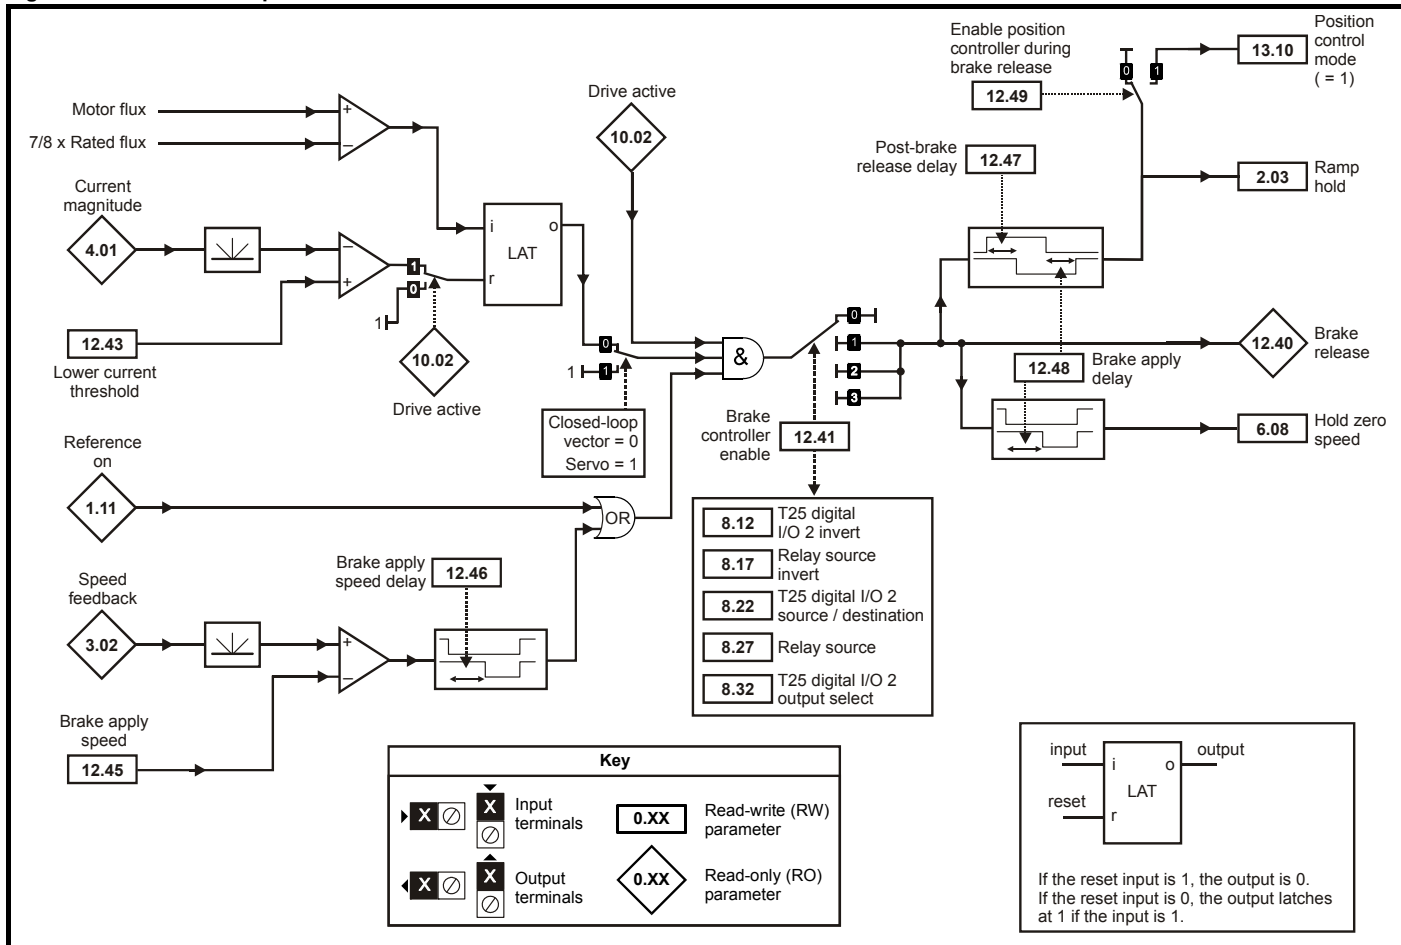 Enable position
controller during
brake release
12.49
0
1
13.10
Position
control
mode
( = 1)
Motor flux
7/8 x Rated flux
+
–
Drive active
10.02
Post-brake
release delay
12.47
2.03
Ramp
hold
Current
magnitude
4.01
–
+
1
0
1
i
o
LAT
r
12.43
Lower current
threshold
10.02
Drive active
0
1
1
Closed-loop
vector = 0
Servo = 1
&
0
1
2
3
Brake
controller
enable
12.41
12.48
Brake apply
delay
12.40
Brake
release
6.08
Hold zero
speed
Reference
on
1.11
OR
8.12
T25 digital
I/O 2 invert
8.17
Relay source
invert
8.22
T25 digital I/O 2
source / destination
8.27
Relay source
8.32
T25 digital I/O 2
output select
Brake apply
speed delay
12.46
Speed
feedback
3.02
+
–
Brake apply
speed
12.45
Key
X
X
Input
terminals
0.XX
Read-write (RW)
parameter
X
X
Output
terminals
0.XX
Read-only (RO)
parameter
input
output
i
o
LAT
reset
r
If the reset input is 1, the output is 0.
If the reset input is 0, the output latches
at 1 if the input is 1.